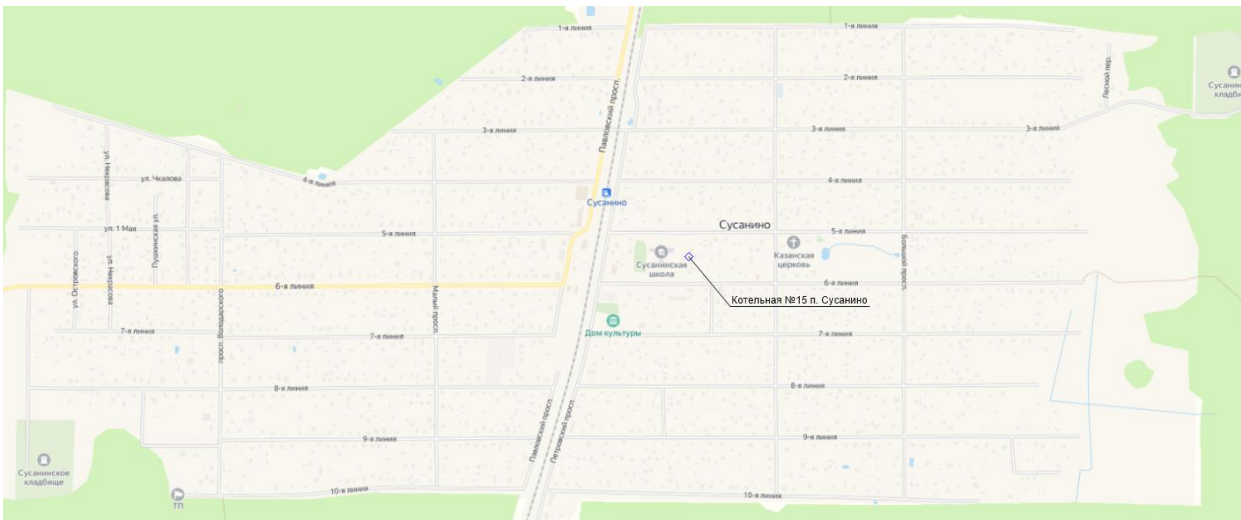 1-я линия
1-я линия
2-я линия
2-я линия
Павловский просп.
Лесной пер.
Сусанин
кладби
3-я линия
3-я линия
3-я линия
ул. Некрасова
ул. Чкалова
4-я линия
4-я линия
Сусанино
Пушкинская ул.
ул. 1 Мая
5-я линия
Сусанино
5-я линия
Большой просп.
Казанская
церковь
Сусанинская
школа
ул. Островского
ул. Некрасова
6-я линия
6-я линия
Котельная №15 п. Сусанино
просп. Володарского
Малый просп.
7-я линия
7-я линия
Дом культуры
7-я линия
8-я линия
8-я линия
Павловский просп.
Петровский просп.
9-я линия
9-я линия
Сусанинское
кладбище
ТП
10-я линия
10-я линия